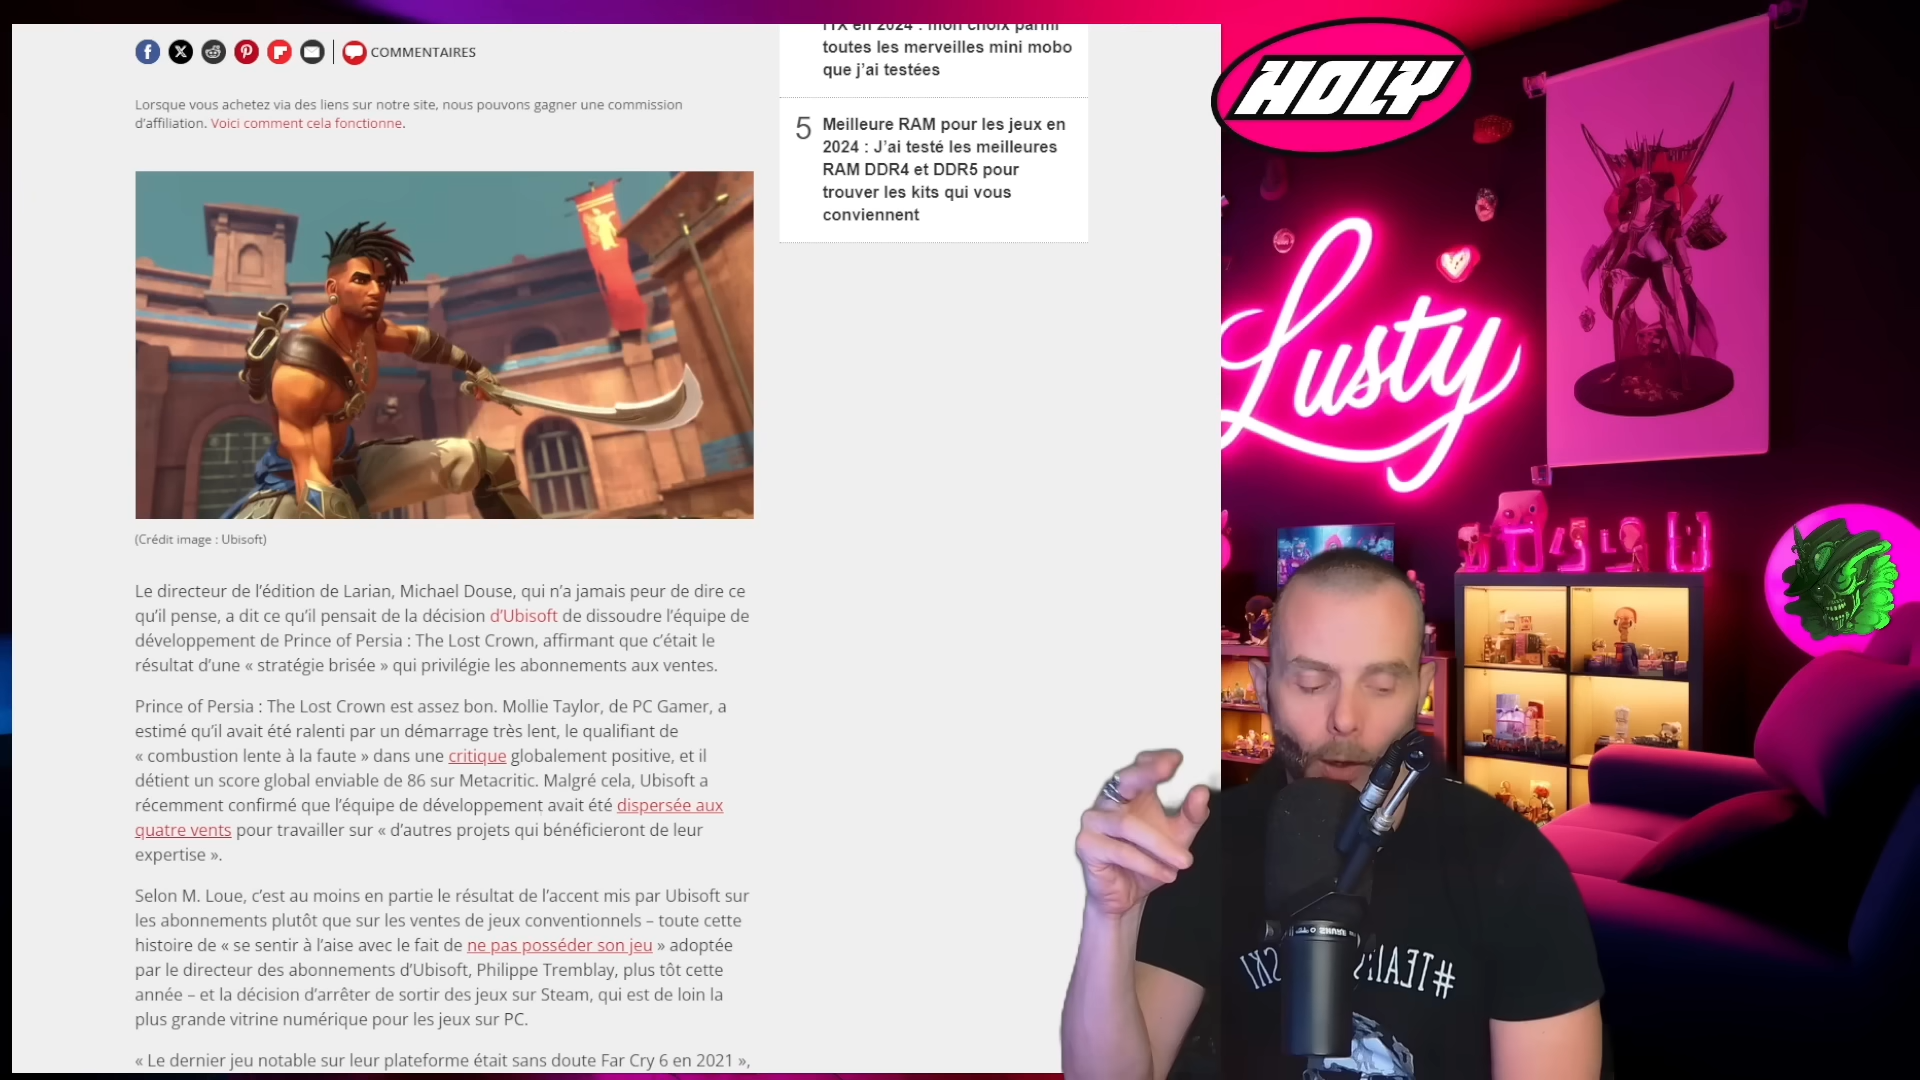 COMMENTAIRES
Lorsque vous achetez via des liens sur notre site, nous pouvons gagner une commission
d’affiliation. Voici comment cela fonctionne.
(Crédit image : Ubisoft)
Le directeur de l’édition de Larian, Michael Douse, qui n’a jamais peur de dire ce
qu’il pense, a dit ce qu’il pensait de la décision d’Ubisoft de dissoudre l’équipe de
développement de Prince of Persia : The Lost Crown, affirmant que c’était le
résultat d’une « stratégie brisée » qui privilégie les abonnements aux ventes.
Prince of Persia : The Lost Crown est assez bon. Mollie Taylor, de PC Gamer, a
estimé qu’il avait été ralenti par un démarrage très lent, le qualifiant de
« combustion lente à la faute » dans une critique globalement positive, et il
détient un score global enviable de 86 sur Metacritic. Malgré cela, Ubisoft a
récemment confirmé que l’équipe de développement avait été dispersée aux
quatre vents pour travailler sur « d’autres projets qui bénéficieront de leur
expertise ».
Selon M. Loue, c’est au moins en partie le résultat de l’accent mis par Ubisoft sur
les abonnements plutôt que sur les ventes de jeux conventionnels – toute cette
histoire de « se sentir à l’aise avec le fait de ne pas posséder son jeu » adoptée
par le directeur des abonnements d’Ubisoft, Philippe Tremblay, plus tôt cette
année – et la décision d’arrêter de sortir des jeux sur Steam, qui est de loin la
plus grande vitrine numérique pour les jeux sur PC.
« Le dernier jeu notable sur leur plateforme était sans doute Far Cry 6 en 2021 »,
ITX en 2024 : mon choix parmi
toutes les merveilles mini mobo
que j’ai testées
5 Meilleure RAM pour les jeux en
2024 : J’ai testé les meilleures
RAM DDR4 et DDR5 pour
trouver les kits qui vous
conviennent
HOLY
Lusty
SHURE